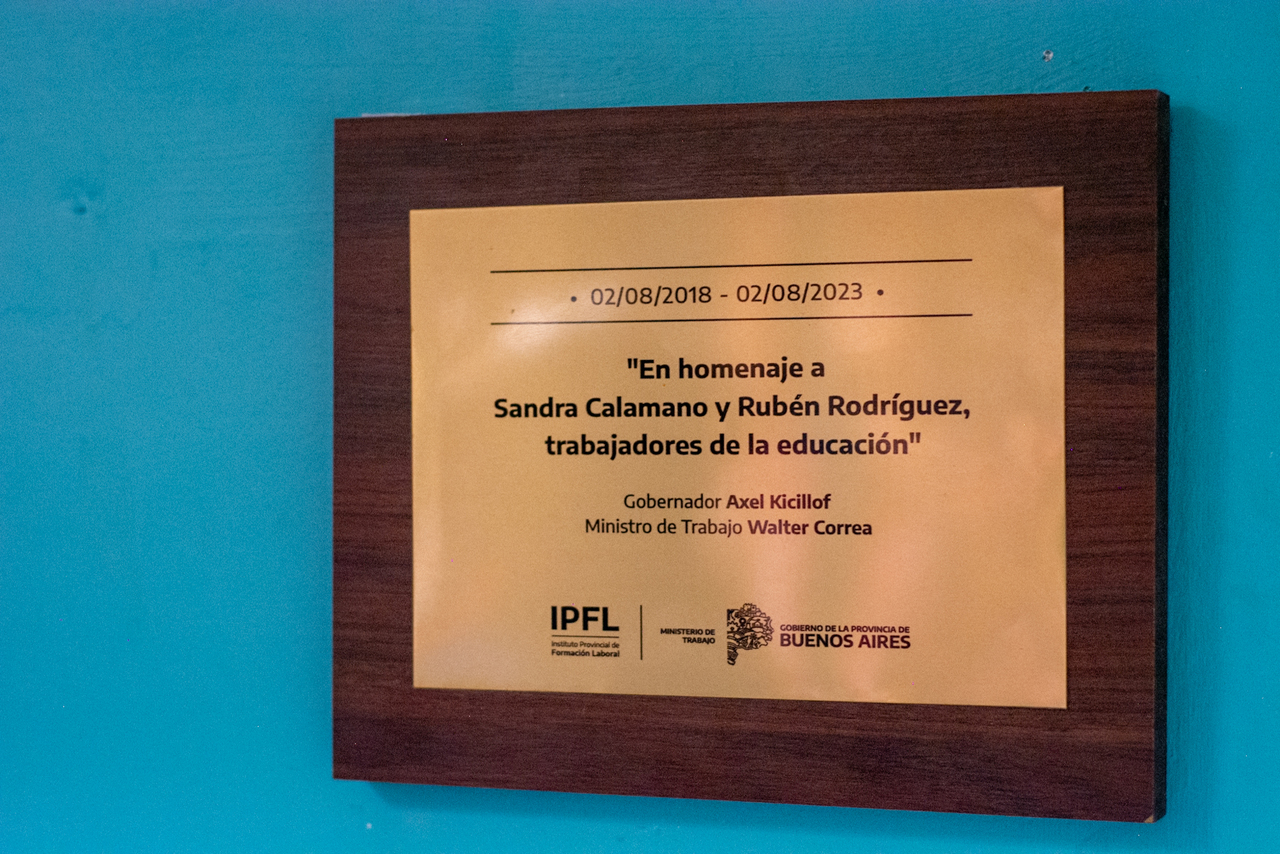 • 02/08/2018 - 02/08/2023 •
"En homenaje a
Sandra Calamano y Rubén Rodríguez,
trabajadores de la educación"
Gobernador Axel Kicillof
Ministro de Trabajo Walter Correa
IPFL
Instituto Provincial de
Formación Laboral
MINISTERIO DE
TRABAJO
GOBIERNO DE LA PROVINCIA DE
BUENOS AIRES